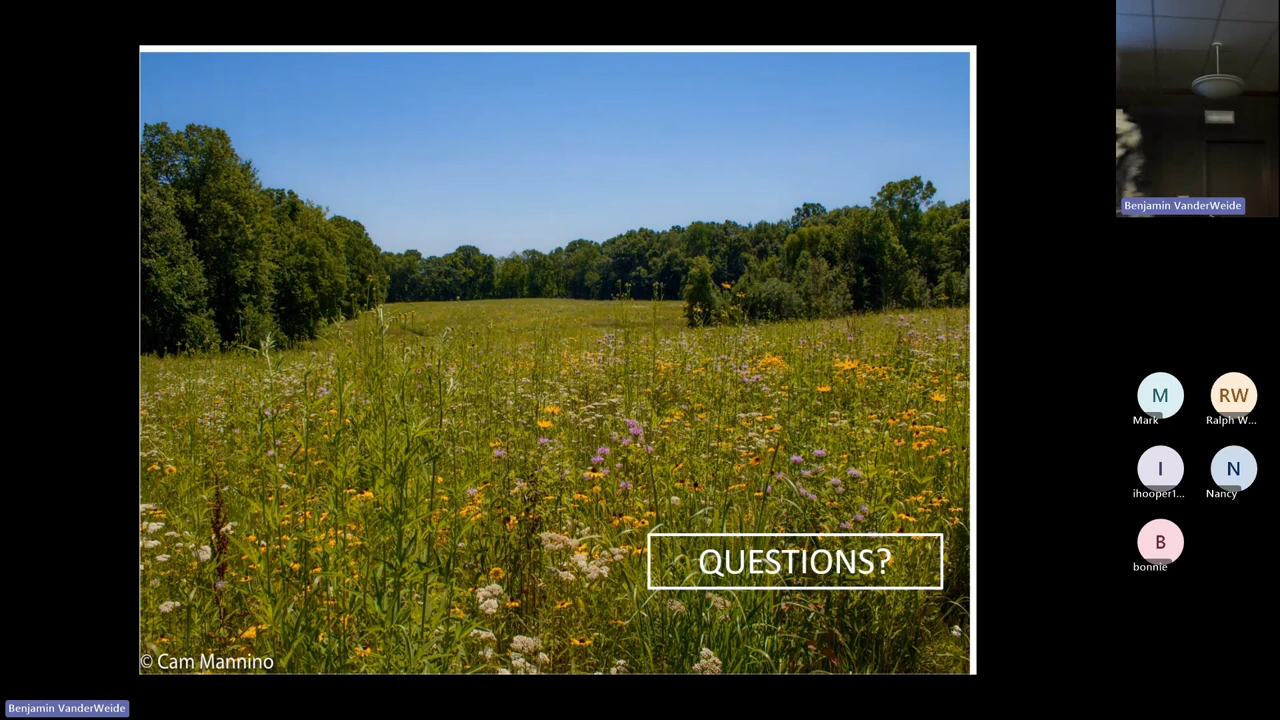 QUESTIONS?
© Cam Mannino
Benjamin VanderWeide
Benjamin VanderWeide
M
Mark
RW
Ralph W...
I
ihooper1...
N
Nancy
B
bonnie